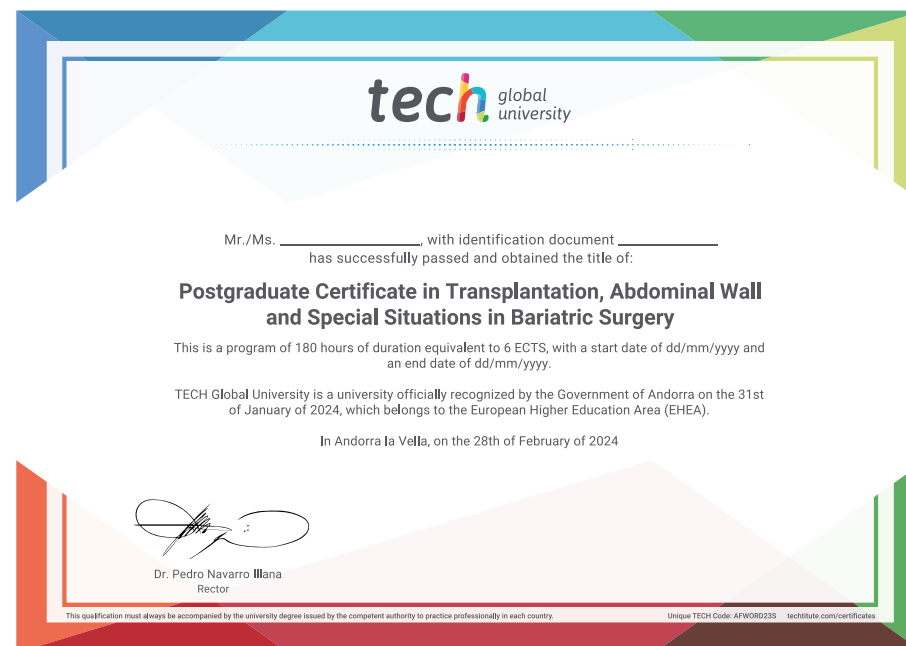 tech global
university
Mr./Ms. ____________________, with identification document ______________
has successfully passed and obtained the title of:
Postgraduate Certificate in Transplantation, Abdominal Wall
and Special Situations in Bariatric Surgery
This is a program of 180 hours of duration equivalent to 6 ECTS, with a start date of dd/mm/yyyy and
an end date of dd/mm/yyyy.
TECH Global University is a university officially recognized by the Government of Andorra on the 31st
of January of 2024, which belongs to the European Higher Education Area (EHEA).
In Andorra la Vella, on the 28th of February of 2024
Dr. Pedro Navarro Illana
Rector
This qualification must always be accompanied by the university degree issued by the competent authority to practice professionally in each country.
Unique TECH Code: AFWORD23S techtitute.com/certificates